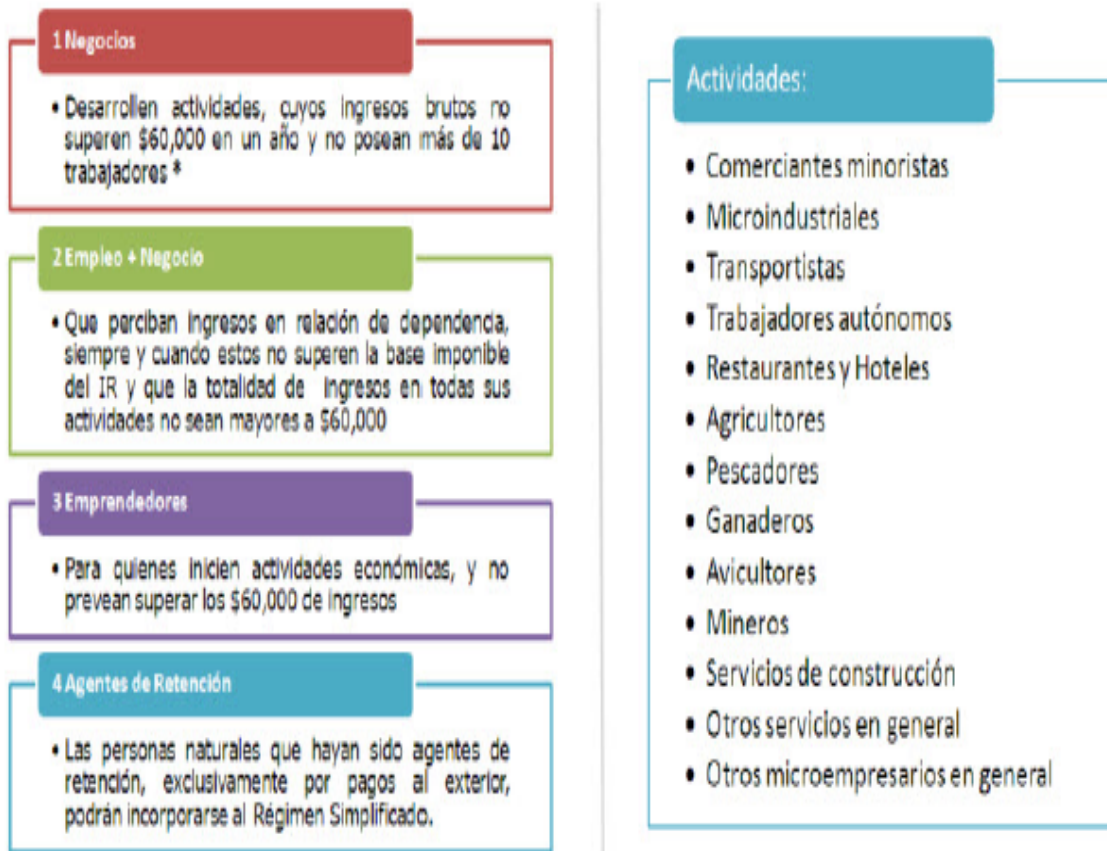 1 Negocios
• Desarrollen actividades, cuyos ingresos brutos no
superen $60,000 en un año y no posean más de 10
trabajadores *
2 Empleo + Negocio
• Que perciban ingresos en relación de dependencia,
siempre y cuando estos no superen la base imponible
del IR y que la totalidad de ingresos en todas sus
actividades no sean mayores a $60,000
3 Emprendedores
• Para quienes inicien actividades económicas, y no
prevean superar los $60,000 de ingresos
4 Agentes de Retención
• Las personas naturales que hayan sido agentes de
retención, exclusivamente por pagos al exterior,
podrán incorporarse al Régimen Simplificado.
Actividades:
• Comerciantes minoristas
• Microindustriales
• Transportistas
• Trabajadores autónomos
• Restaurantes y Hoteles
• Agricultores
• Pescadores
• Ganaderos
• Avicultores
• Mineros
• Servicios de construcción
• Otros servicios en general
• Otros microempresarios en general